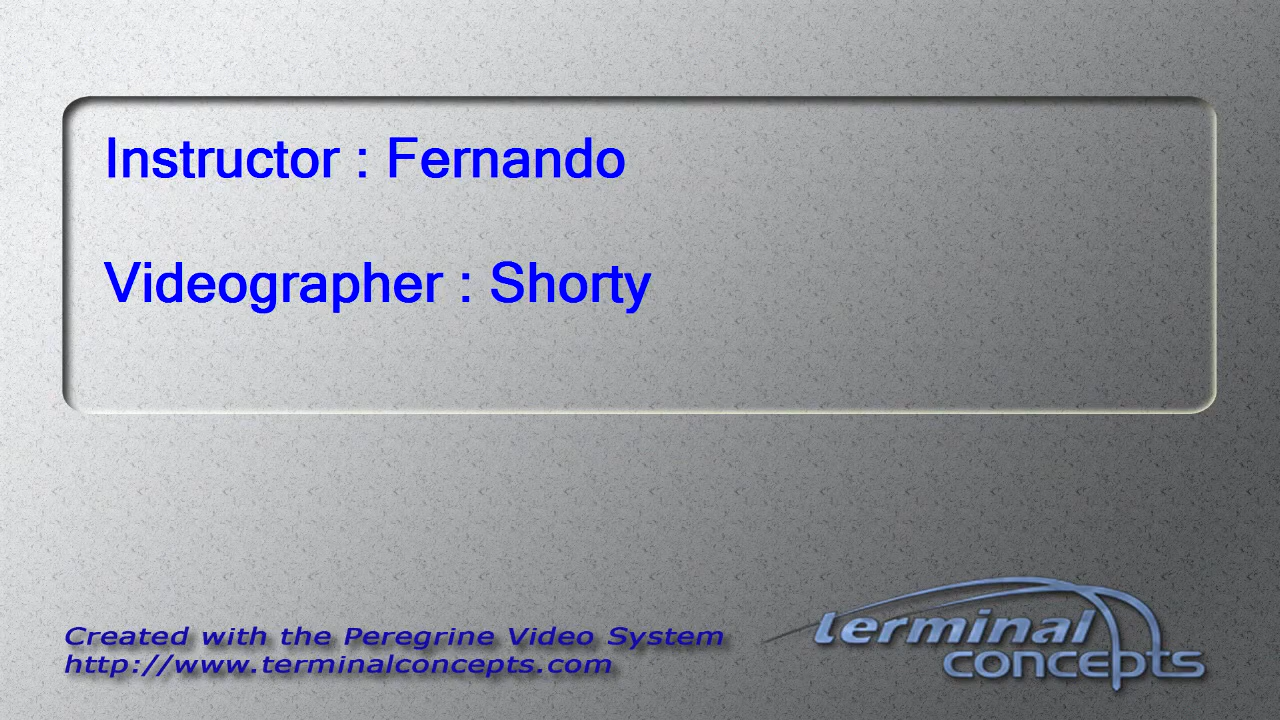 Instructor : Fernando
Videographer : Shorty
Created with the Peregrine Video System
http://www.terminalconcepts.com
terminal
concepts